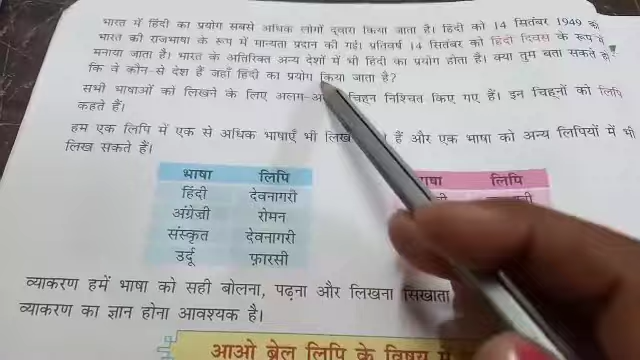 भारत में हिंदी का प्रयोग सबसे अधिक लोगों द्वारा किया जाता है। हिंदी को 14 सितंबर 1949 को
भारत की राजभाषा के रूप में मान्यता प्रदान की गई। प्रतिवर्ष 14 सितंबर को हिंदी दिवस के रूप में
मनाया जाता है। भारत के अतिरिक्त अन्य देशों में भी हिंदी का प्रयोग होता है। क्या तुम बता सकते हो
कि वे कौन-से देश हैं जहाँ हिंदी का प्रयोग किया जाता है?
सभी भाषाओं को लिखने के लिए अलग- चिह्न निश्चित किए गए हैं। इन चिह्नों को लिपि
कहते हैं।
हम एक लिपि में एक से अधिक भाषाएँ भी लिख हैं और एक भाषा को अन्य लिपियों में भी
लिख सकते हैं।
भाषा लिपि लिपि
हिंदी देवनागरी
अंग्रेज़ी रोमन
संस्कृत देवनागरी
उर्दू फ़ारसी
व्याकरण हमें भाषा को सही बोलना, पढ़ना और लिखना सिखाता
व्याकरण का ज्ञान होना आवश्यक है।
आओ ब्रेल लिपि के विषय में